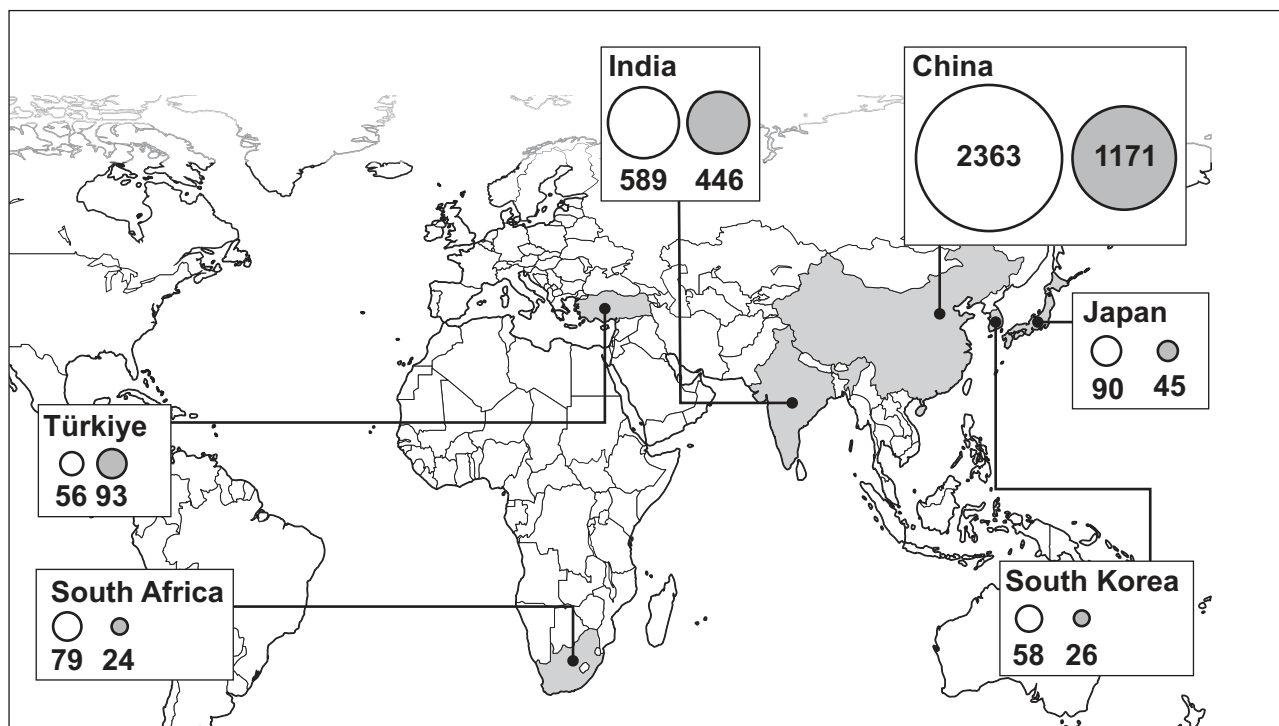 India
589 446
China
2363 1171
Japan
90 45
Türkiye
56 93
South Africa
79 24
South Korea
58 26